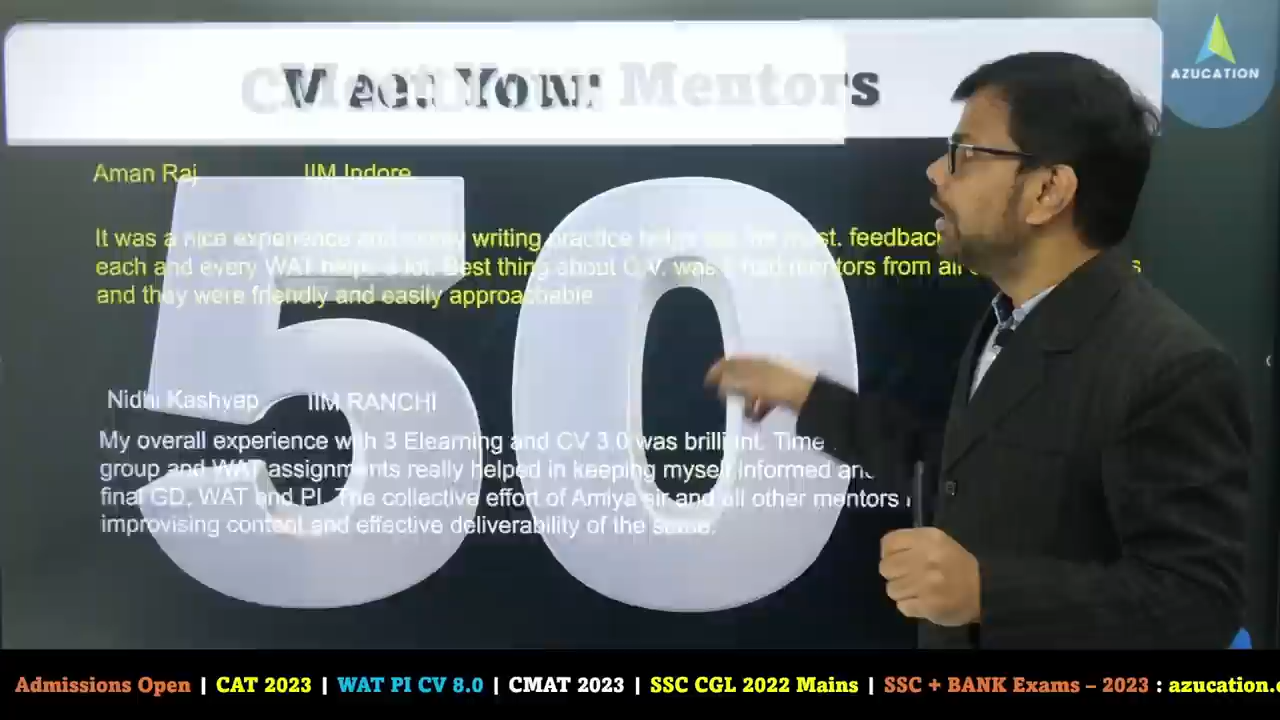 Meet Your Mentors
AZUCATION
Aman Raj IIM Indore
It was a nice experience and writing practice feedback
each and every WAT helps a lot. Best thing about C.V. was I had mentors from all
and they were friendly and easily approachable
Nidhi Kashyap IIM RANCHI
My overall experience with 3 Elearning and CV 3.0 was brilliant. Time
group and WAT assignments really helped in keeping myself informed and
final GD, WAT and PI. The collective effort of Amiya sir and all other mentors
improvising content and effective deliverability of the same.
50
Admissions Open | CAT 2023 | WAT PI CV 8.0 | CMAT 2023 | SSC CGL 2022 Mains | SSC + BANK Exams – 2023 : azucation.